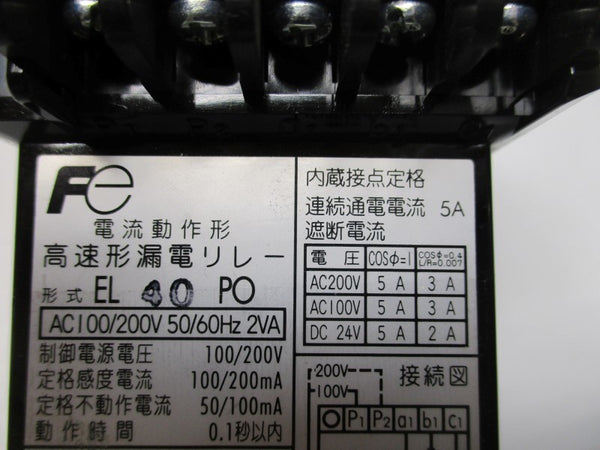 Fe
電流動作形
高速形漏電リレー
形式 EL 40 PO
AC100/200V 50/60Hz 2VA
制御電源電圧 100/200V
定格感度電流 100/200mA
定格不動作電流 50/100mA
動作時間 0.1秒以内
内蔵接点定格
連続通電電流 5A
遮断電流
電圧 COSφ=1 COSφ=0.4 L/R=0.007
AC200V 5A 3A
AC100V 5A 3A
DC 24V 5A 2A
200V
100V
接続図
P1 P2 a1 b1 C1